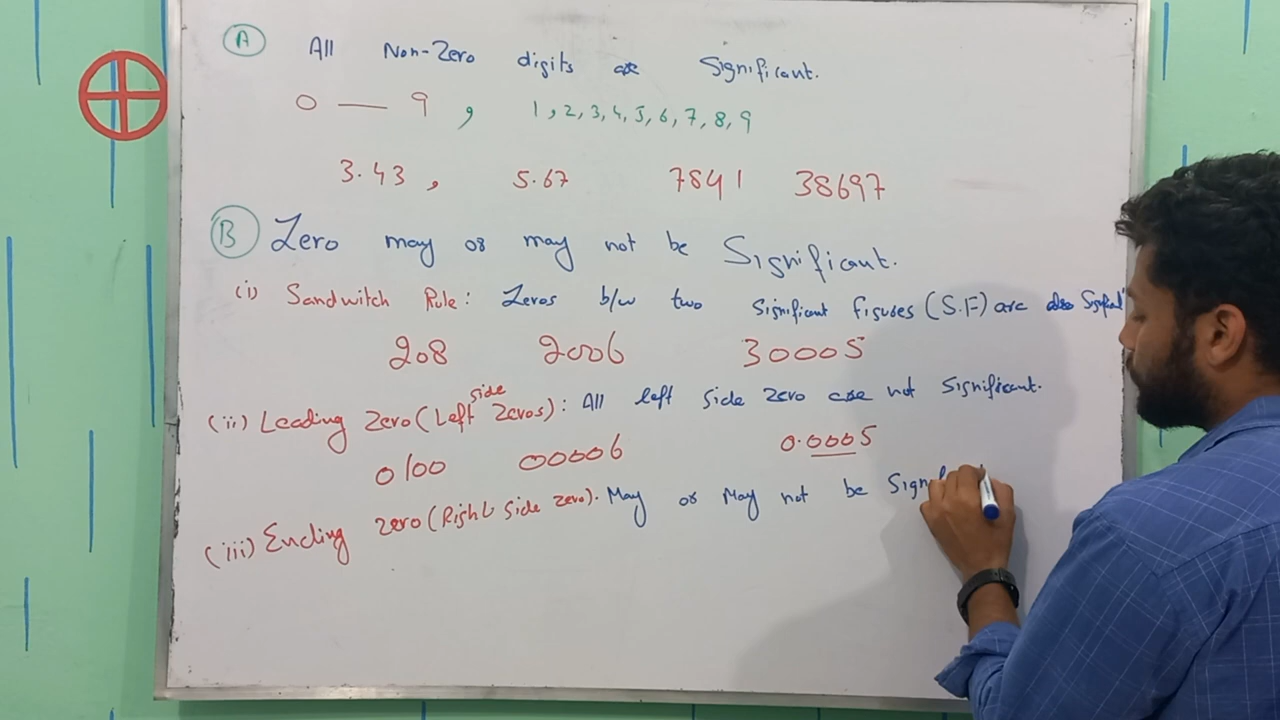 A All Non-Zero digits are Significant.
0 — 9 , 1,2,3,4,5,6,7,8,9
3.43 , 5.67 7841 38697
B Zero may or may not be Significant.
(i) Sandwitch Rule: Zeros b/w two Significant figures (S.F) are also
208 2006 30005
(ii) Leading Zero (Left side Zeros): All left side zero are not significant.
0100 00006 0.0005
(iii) Ending zero (Right side zero). May or May not be